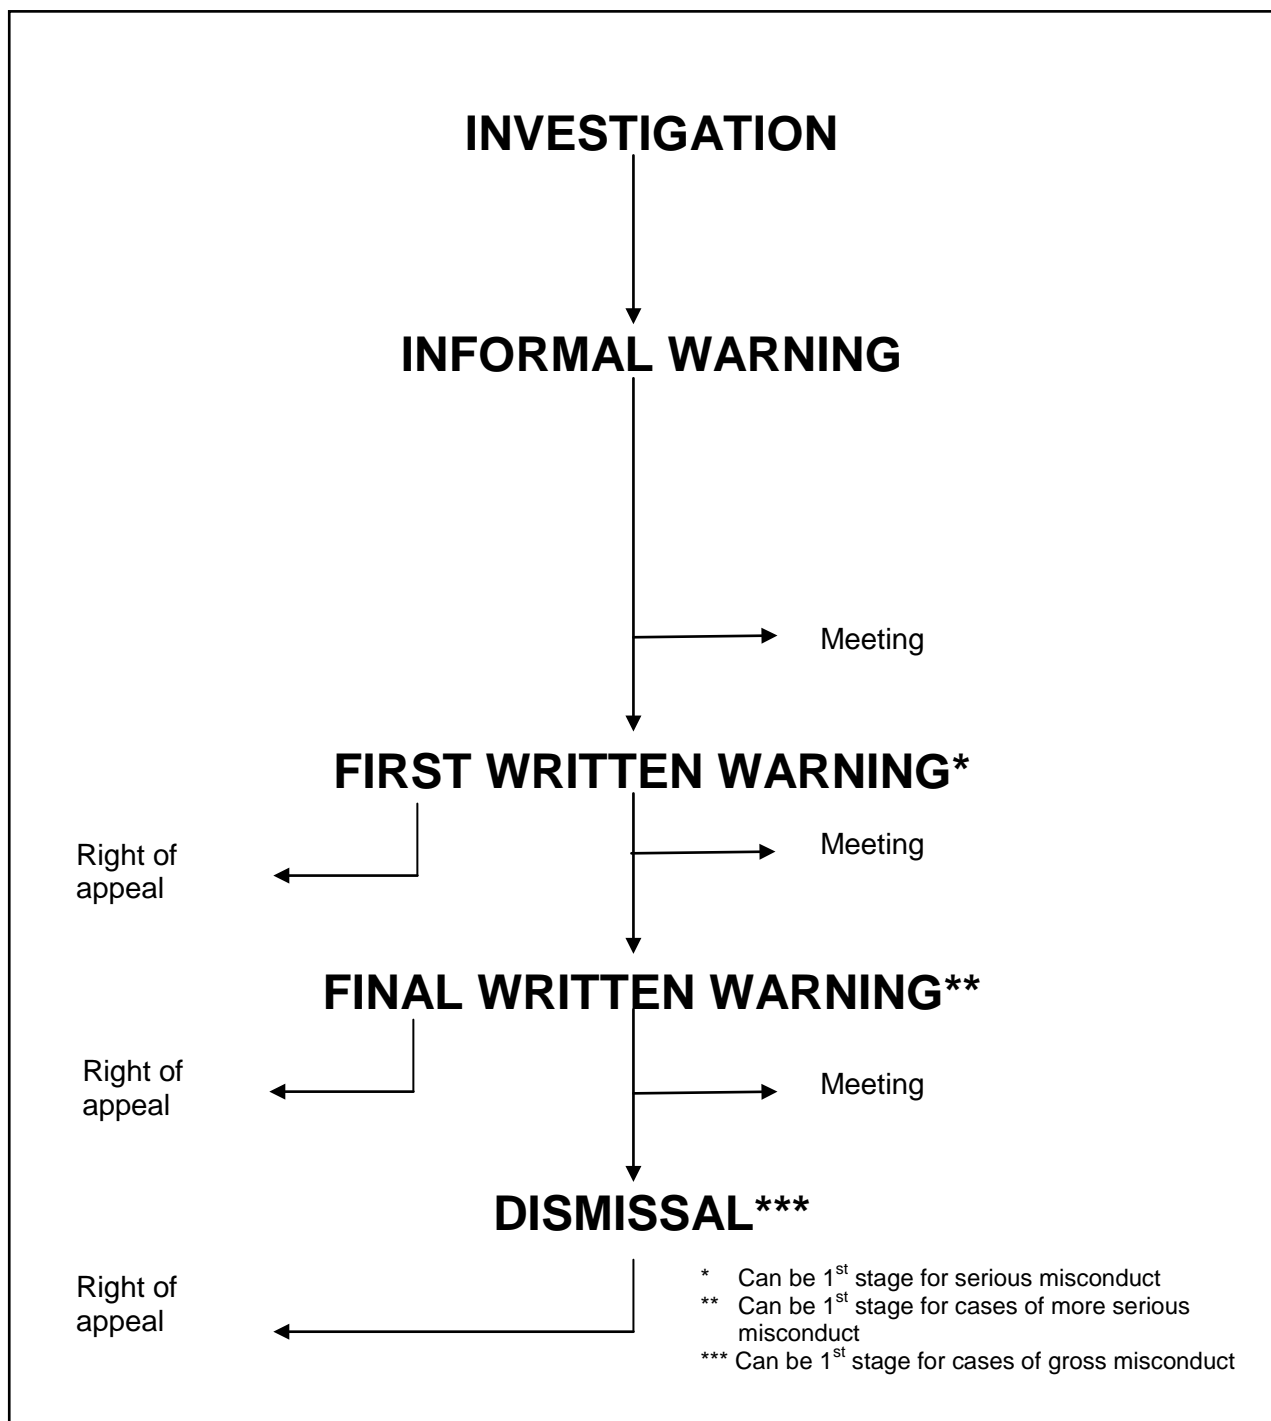 INVESTIGATION
INFORMAL WARNING
Meeting
FIRST WRITTEN WARNING*
Meeting
Right of
appeal
FINAL WRITTEN WARNING**
Right of
appeal
Meeting
DISMISSAL***
Right of
appeal
* Can be 1st stage for serious misconduct
** Can be 1st stage for cases of more serious
misconduct
*** Can be 1st stage for cases of gross misconduct